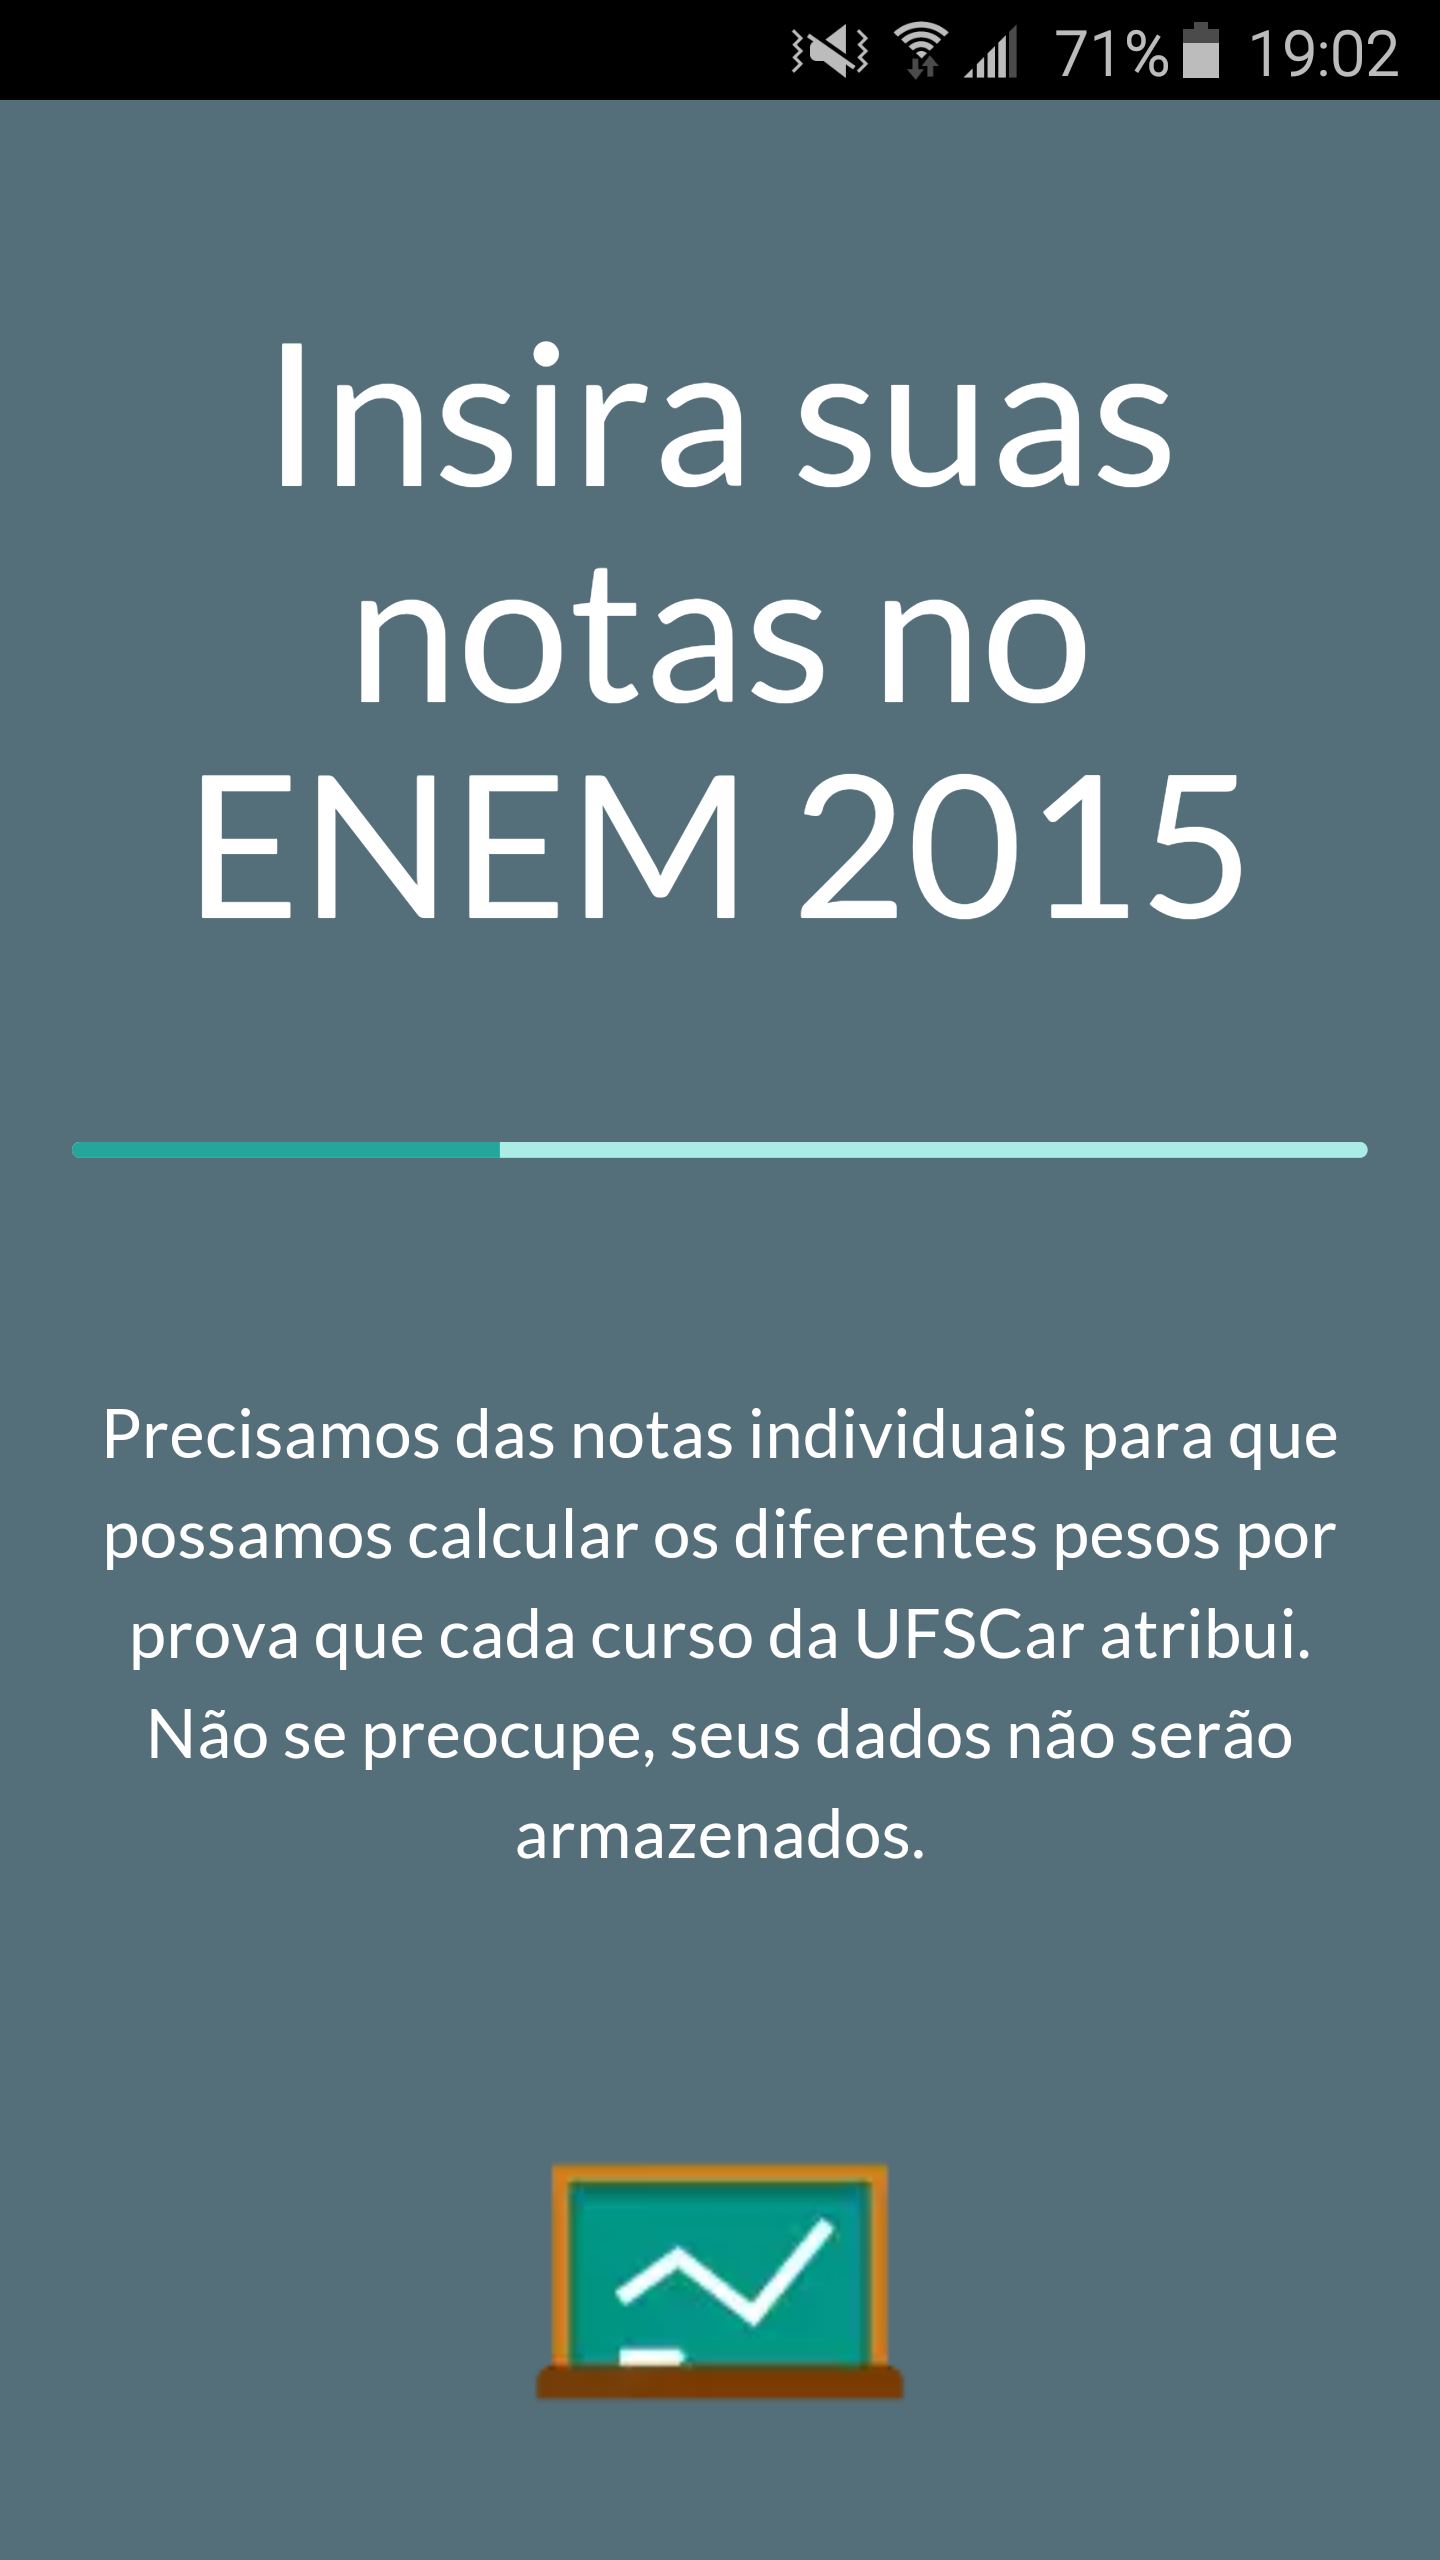 71% 19:02
Insira suas
notas no
ENEM 2015
Precisamos das notas individuais para que
possamos calcular os diferentes pesos por
prova que cada curso da UFSCar atribui.
Não se preocupe, seus dados não serão
armazenados.